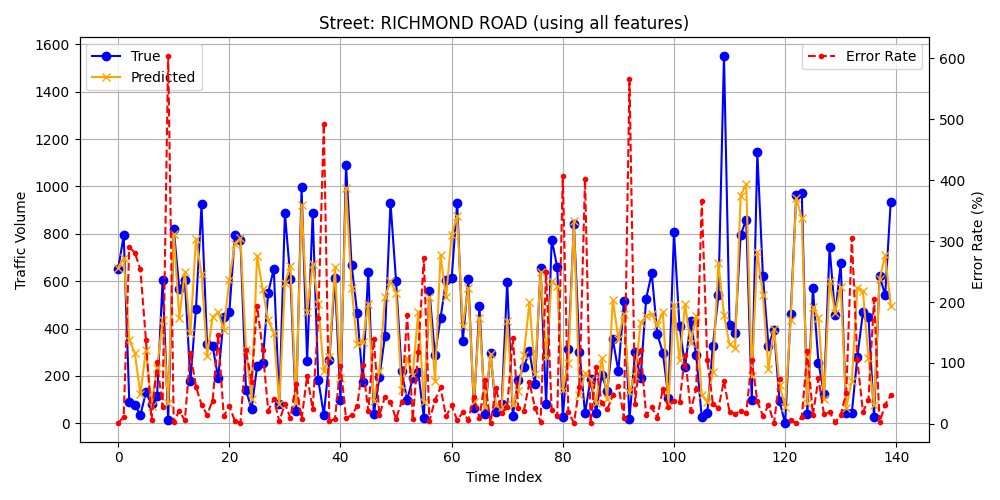 Street: RICHMOND ROAD (using all features)
True
Predicted
Error Rate
Traffic Volume
1600
1400
1200
1000
800
600
400
200
0
600
500
400
300
200
100
0
Error Rate (%)
0 20 40 60 80 100 120 140
Time Index